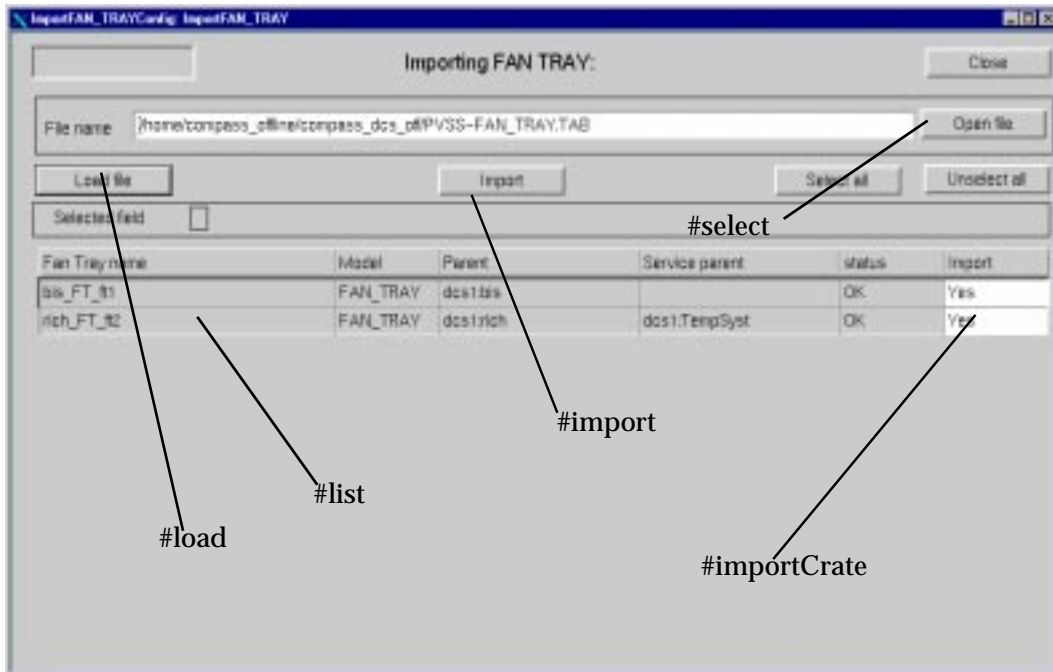 ImportFAN_TRAYConfig: ImportFAN_TRAY
Importing FAN TRAY:
Close
File name
/home/compass_offline/compass_dcs_off/PVSS-FAN_TRAY.TAB
Open file
Load file
Import
Select all
Unselect all
Selected field
#select
Fan Tray name Model Parent Service parent status Import
bis_FT_ft1 FAN_TRAY dcs1:bis OK Yes
rich_FT_ft2 FAN_TRAY dcs1:rich dcs1:TempSyst OK Yes
#import
#list
#load
#importCrate